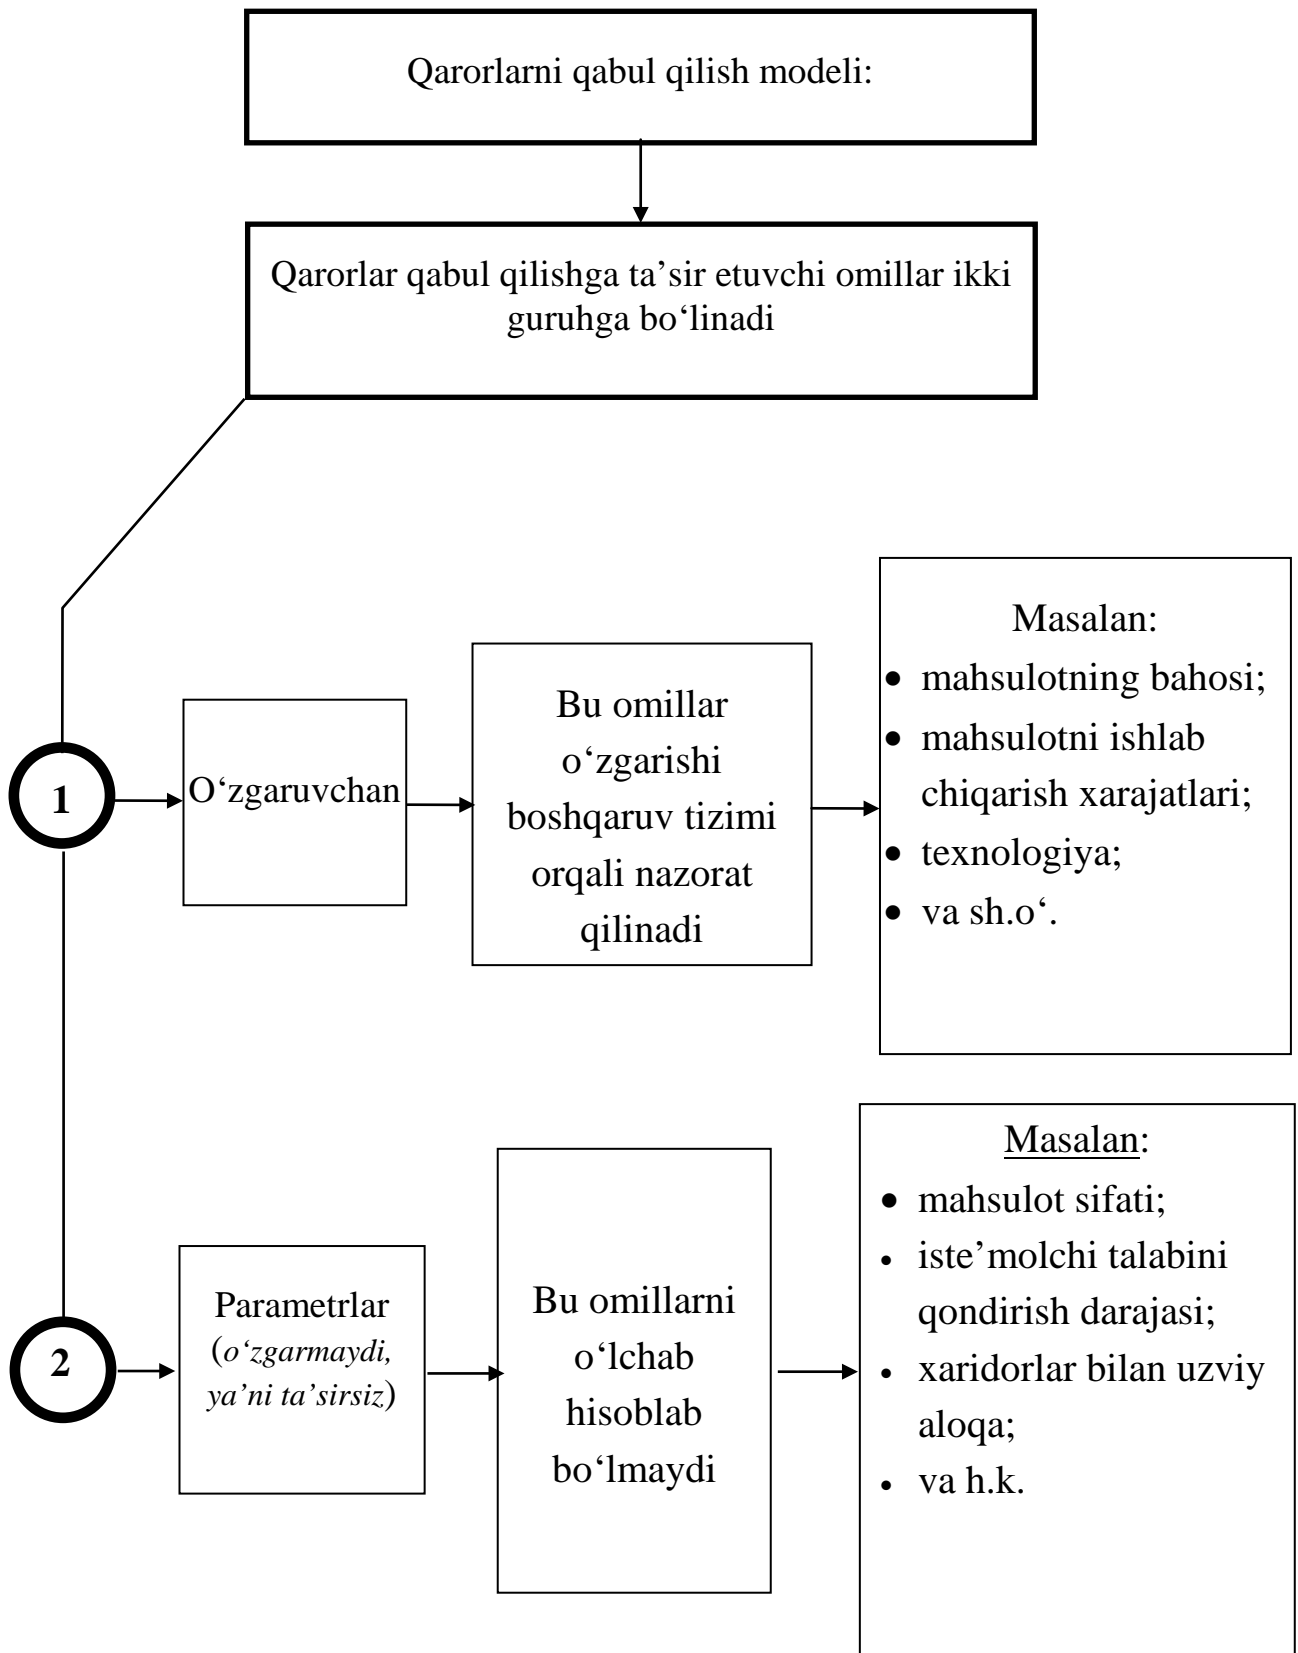 Qarorlarni qabul qilish modeli:
Qarorlar qabul qilishga ta’sir etuvchi omillar ikki
guruhga bo‘linadi
1
O‘zgaruvchan
Bu omillar
o‘zgarishi
boshqaruv tizimi
orqali nazorat
qilinadi
Masalan:
• mahsulotning bahosi;
• mahsulotni ishlab
chiqarish xarajatlari;
• texnologiya;
• va sh.o‘.
2
Parametrlar
(o‘zgarmaydi,
ya’ni ta’sirsiz)
Bu omillarni
o‘lchab
hisoblab
bo‘lmaydi
Masalan:
• mahsulot sifati;
• iste’molchi talabini
qondirish darajasi;
• xaridorlar bilan uzviy
aloqa;
• va h.k.